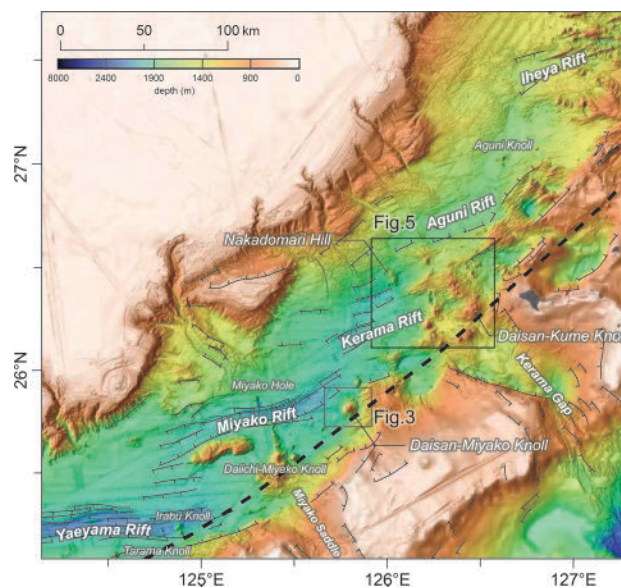 0 50 100 km
8000 2400 1900 1400 900 0
depth (m)
Iheya Rift
Aguni Knoll
27°N
Aguni Rift
Fig.5
Nakadomari Hill
Kerama Rift
Daisan-Kume Knoll
26°N
Miyako Hole
Kerama Gap
Miyako Rift
Fig.3
Daisan-Miyako Knoll
Daiichi-Miyako Knoll
Miyako Saddle
Irabu Knoll
Yaeyama Rift
Tarama Knoll
125°E 126°E 127°E